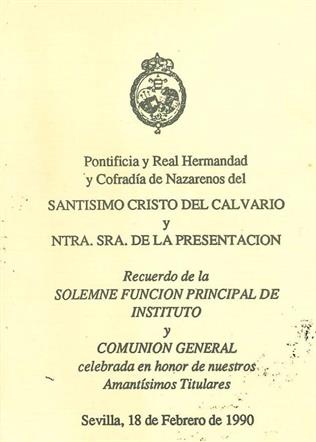 Pontificia y Real Hermandad
y Cofradía de Nazarenos del
SANTISIMO CRISTO DEL CALVARIO
y
NTRA. SRA. DE LA PRESENTACION
Recuerdo de la
SOLEMNE FUNCION PRINCIPAL DE
INSTITUTO
y
COMUNION GENERAL
celebrada en honor de nuestros
Amantísimos Titulares
Sevilla, 18 de Febrero de 1990